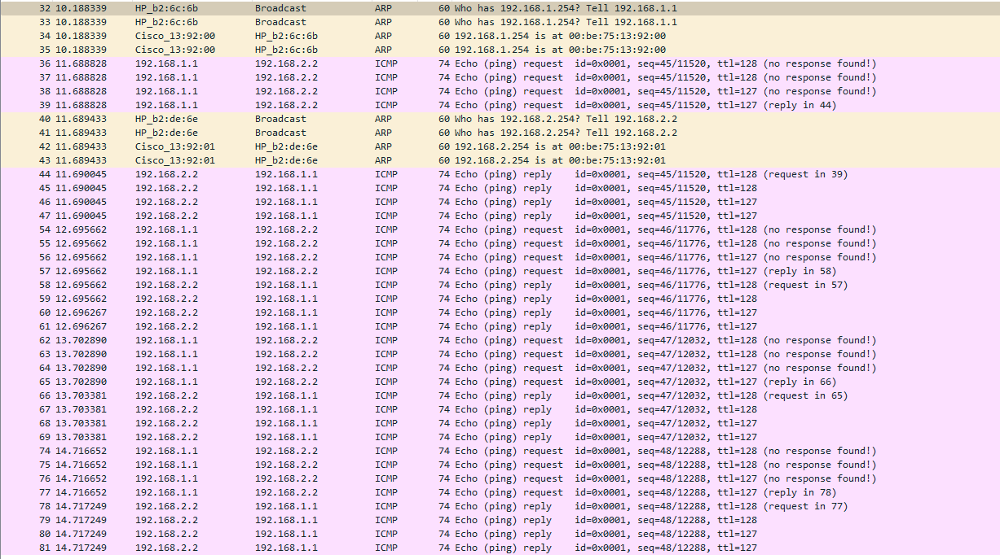 32 10.188339 HP_b2:6c:6b Broadcast ARP 60 Who has 192.168.1.254? Tell 192.168.1.1
33 10.188339 HP_b2:6c:6b Broadcast ARP 60 Who has 192.168.1.254? Tell 192.168.1.1
34 10.188339 Cisco_13:92:00 HP_b2:6c:6b ARP 60 192.168.1.254 is at 00:be:75:13:92:00
35 10.188339 Cisco_13:92:00 HP_b2:6c:6b ARP 60 192.168.1.254 is at 00:be:75:13:92:00
36 11.688828 192.168.1.1 192.168.2.2 ICMP 74 Echo (ping) request id=0x0001, seq=45/11520, ttl=128 (no response found!)
37 11.688828 192.168.1.1 192.168.2.2 ICMP 74 Echo (ping) request id=0x0001, seq=45/11520, ttl=128 (no response found!)
38 11.688828 192.168.1.1 192.168.2.2 ICMP 74 Echo (ping) request id=0x0001, seq=45/11520, ttl=127 (no response found!)
39 11.688828 192.168.1.1 192.168.2.2 ICMP 74 Echo (ping) request id=0x0001, seq=45/11520, ttl=127 (reply in 44)
40 11.689433 HP_b2:de:6e Broadcast ARP 60 Who has 192.168.2.254? Tell 192.168.2.2
41 11.689433 HP_b2:de:6e Broadcast ARP 60 Who has 192.168.2.254? Tell 192.168.2.2
42 11.689433 Cisco_13:92:01 HP_b2:de:6e ARP 60 192.168.2.254 is at 00:be:75:13:92:01
43 11.689433 Cisco_13:92:01 HP_b2:de:6e ARP 60 192.168.2.254 is at 00:be:75:13:92:01
44 11.690045 192.168.2.2 192.168.1.1 ICMP 74 Echo (ping) reply id=0x0001, seq=45/11520, ttl=128 (request in 39)
45 11.690045 192.168.2.2 192.168.1.1 ICMP 74 Echo (ping) reply id=0x0001, seq=45/11520, ttl=128
46 11.690045 192.168.2.2 192.168.1.1 ICMP 74 Echo (ping) reply id=0x0001, seq=45/11520, ttl=127
47 11.690045 192.168.2.2 192.168.1.1 ICMP 74 Echo (ping) reply id=0x0001, seq=45/11520, ttl=127
54 12.695662 192.168.1.1 192.168.2.2 ICMP 74 Echo (ping) request id=0x0001, seq=46/11776, ttl=128 (no response found!)
55 12.695662 192.168.1.1 192.168.2.2 ICMP 74 Echo (ping) request id=0x0001, seq=46/11776, ttl=128 (no response found!)
56 12.695662 192.168.1.1 192.168.2.2 ICMP 74 Echo (ping) request id=0x0001, seq=46/11776, ttl=127 (no response found!)
57 12.695662 192.168.1.1 192.168.2.2 ICMP 74 Echo (ping) request id=0x0001, seq=46/11776, ttl=127 (reply in 58)
58 12.695662 192.168.2.2 192.168.1.1 ICMP 74 Echo (ping) reply id=0x0001, seq=46/11776, ttl=128 (request in 57)
59 12.695662 192.168.2.2 192.168.1.1 ICMP 74 Echo (ping) reply id=0x0001, seq=46/11776, ttl=128
60 12.696267 192.168.2.2 192.168.1.1 ICMP 74 Echo (ping) reply id=0x0001, seq=46/11776, ttl=127
61 12.696267 192.168.2.2 192.168.1.1 ICMP 74 Echo (ping) reply id=0x0001, seq=46/11776, ttl=127
62 13.702890 192.168.1.1 192.168.2.2 ICMP 74 Echo (ping) request id=0x0001, seq=47/12032, ttl=128 (no response found!)
63 13.702890 192.168.1.1 192.168.2.2 ICMP 74 Echo (ping) request id=0x0001, seq=47/12032, ttl=128 (no response found!)
64 13.702890 192.168.1.1 192.168.2.2 ICMP 74 Echo (ping) request id=0x0001, seq=47/12032, ttl=127 (no response found!)
65 13.702890 192.168.1.1 192.168.2.2 ICMP 74 Echo (ping) request id=0x0001, seq=47/12032, ttl=127 (reply in 66)
66 13.703381 192.168.2.2 192.168.1.1 ICMP 74 Echo (ping) reply id=0x0001, seq=47/12032, ttl=128 (request in 65)
67 13.703381 192.168.2.2 192.168.1.1 ICMP 74 Echo (ping) reply id=0x0001, seq=47/12032, ttl=128
68 13.703381 192.168.2.2 192.168.1.1 ICMP 74 Echo (ping) reply id=0x0001, seq=47/12032, ttl=127
69 13.703381 192.168.2.2 192.168.1.1 ICMP 74 Echo (ping) reply id=0x0001, seq=47/12032, ttl=127
74 14.716652 192.168.1.1 192.168.2.2 ICMP 74 Echo (ping) request id=0x0001, seq=48/12288, ttl=128 (no response found!)
75 14.716652 192.168.1.1 192.168.2.2 ICMP 74 Echo (ping) request id=0x0001, seq=48/12288, ttl=128 (no response found!)
76 14.716652 192.168.1.1 192.168.2.2 ICMP 74 Echo (ping) request id=0x0001, seq=48/12288, ttl=127 (no response found!)
77 14.716652 192.168.1.1 192.168.2.2 ICMP 74 Echo (ping) request id=0x0001, seq=48/12288, ttl=127 (reply in 78)
78 14.717249 192.168.2.2 192.168.1.1 ICMP 74 Echo (ping) reply id=0x0001, seq=48/12288, ttl=128 (request in 77)
79 14.717249 192.168.2.2 192.168.1.1 ICMP 74 Echo (ping) reply id=0x0001, seq=48/12288, ttl=128
80 14.717249 192.168.2.2 192.168.1.1 ICMP 74 Echo (ping) reply id=0x0001, seq=48/12288, ttl=127
81 14.717249 192.168.2.2 192.168.1.1 ICMP 74 Echo (ping) reply id=0x0001, seq=48/12288, ttl=127